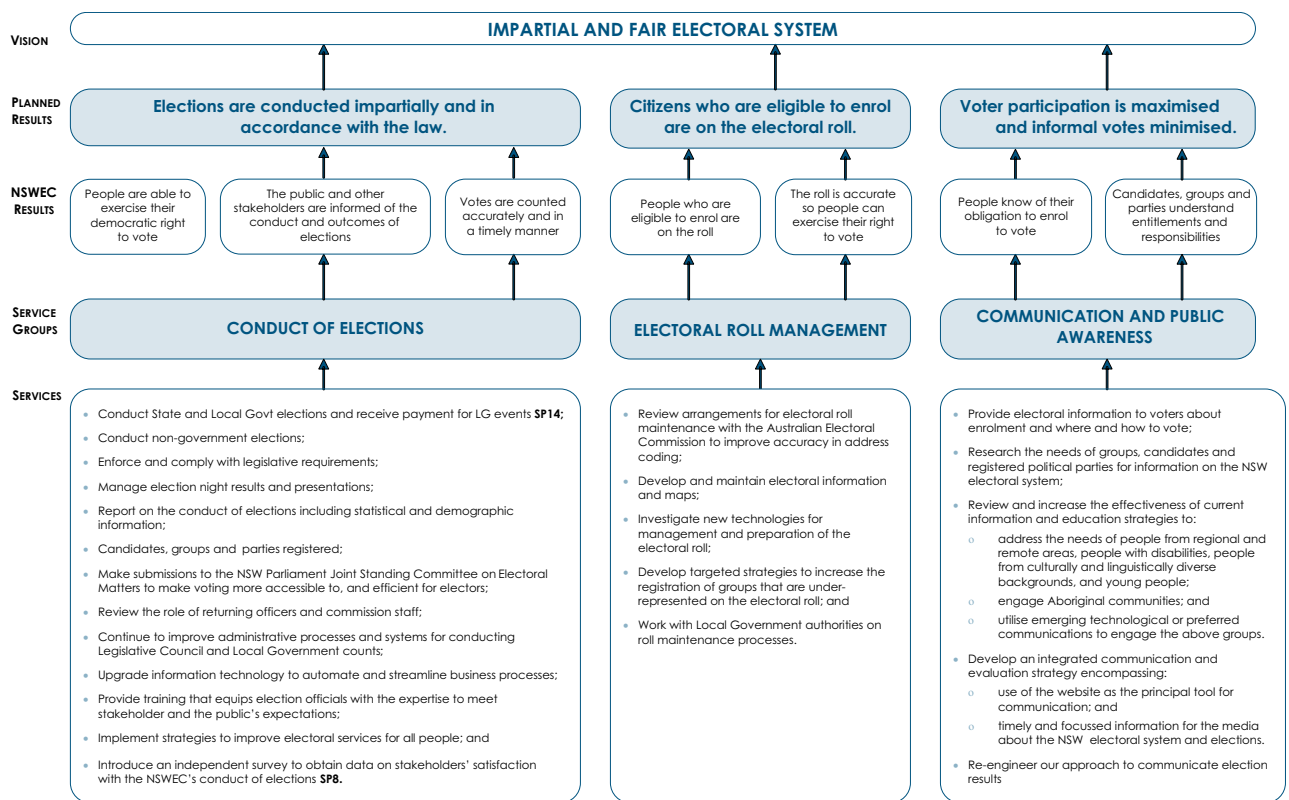 VISION
IMPARTIAL AND FAIR ELECTORAL SYSTEM
PLANNED
RESULTS
Elections are conducted impartially and in
accordance with the law.
Citizens who are eligible to enrol
are on the electoral roll.
Voter participation is maximised
and informal votes minimised.
NSWEC
RESULTS
People are able to
exercise their
democratic right
to vote
The public and other
stakeholders are informed of the
conduct and outcomes of
elections
Votes are counted
accurately and in
a timely manner
People who are
eligible to enrol are
on the roll
The roll is accurate
so people can
exercise their right
to vote
People know of their
obligation to enrol
to vote
Candidates, groups and
parties understand
entitlements and
responsibilities
SERVICE
GROUPS
CONDUCT OF ELECTIONS
ELECTORAL ROLL MANAGEMENT
COMMUNICATION AND PUBLIC
AWARENESS
SERVICES
• Conduct State and Local Govt elections and receive payment for LG events SP14;
• Conduct non-government elections;
• Enforce and comply with legislative requirements;
• Manage election night results and presentations;
• Report on the conduct of elections including statistical and demographic
information;
• Candidates, groups and parties registered;
• Make submissions to the NSW Parliament Joint Standing Committee on Electoral
Matters to make voting more accessible to, and efficient for electors;
• Review the role of returning officers and commission staff;
• Continue to improve administrative processes and systems for conducting
Legislative Council and Local Government counts;
• Upgrade information technology to automate and streamline business processes;
• Provide training that equips election officials with the expertise to meet
stakeholder and the public's expectations;
• Implement strategies to improve electoral services for all people; and
• Introduce an independent survey to obtain data on stakeholders' satisfaction
with the NSWEC's conduct of elections SP8.
• Review arrangements for electoral roll
maintenance with the Australian Electoral
Commission to improve accuracy in address
coding;
• Develop and maintain electoral information
and maps;
• Investigate new technologies for
management and preparation of the
electoral roll;
• Develop targeted strategies to increase the
registration of groups that are under-
represented on the electoral roll; and
• Work with Local Government authorities on
roll maintenance processes.
• Provide electoral information to voters about
enrolment and where and how to vote;
• Research the needs of groups, candidates and
registered political parties for information on the NSW
electoral system;
• Review and increase the effectiveness of current
information and education strategies to:
o address the needs of people from regional and
remote areas, people with disabilities, people
from culturally and linguistically diverse
backgrounds, and young people;
o engage Aboriginal communities; and
o utilise emerging technological or preferred
communications to engage the above groups.
• Develop an integrated communication and
evaluation strategy encompassing:
o use of the website as the principal tool for
communication; and
o timely and focussed information for the media
about the NSW electoral system and elections.
• Re-engineer our approach to communicate election
results